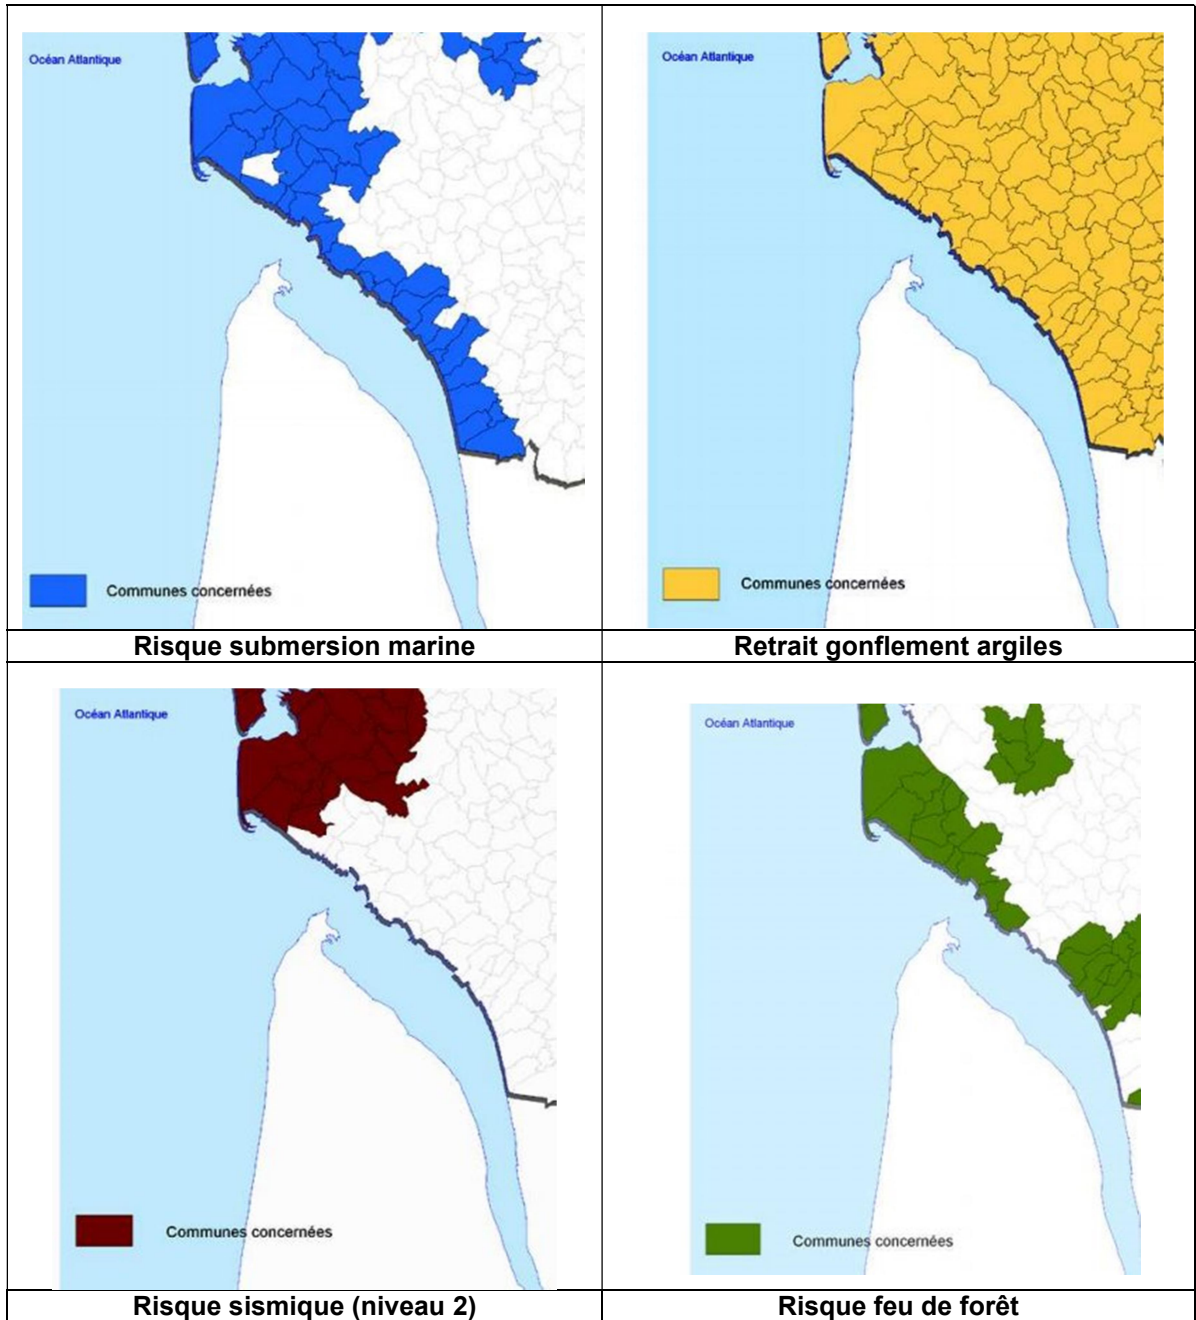 Océan Atlantique
Communes concernées
Océan Atlantique
Communes concernées
Risque submersion marine
Retrait gonflement argiles
Océan Atlantique
Communes concernées
Océan Atlantique
Communes concernées
Risque sismique (niveau 2)
Risque feu de forêt